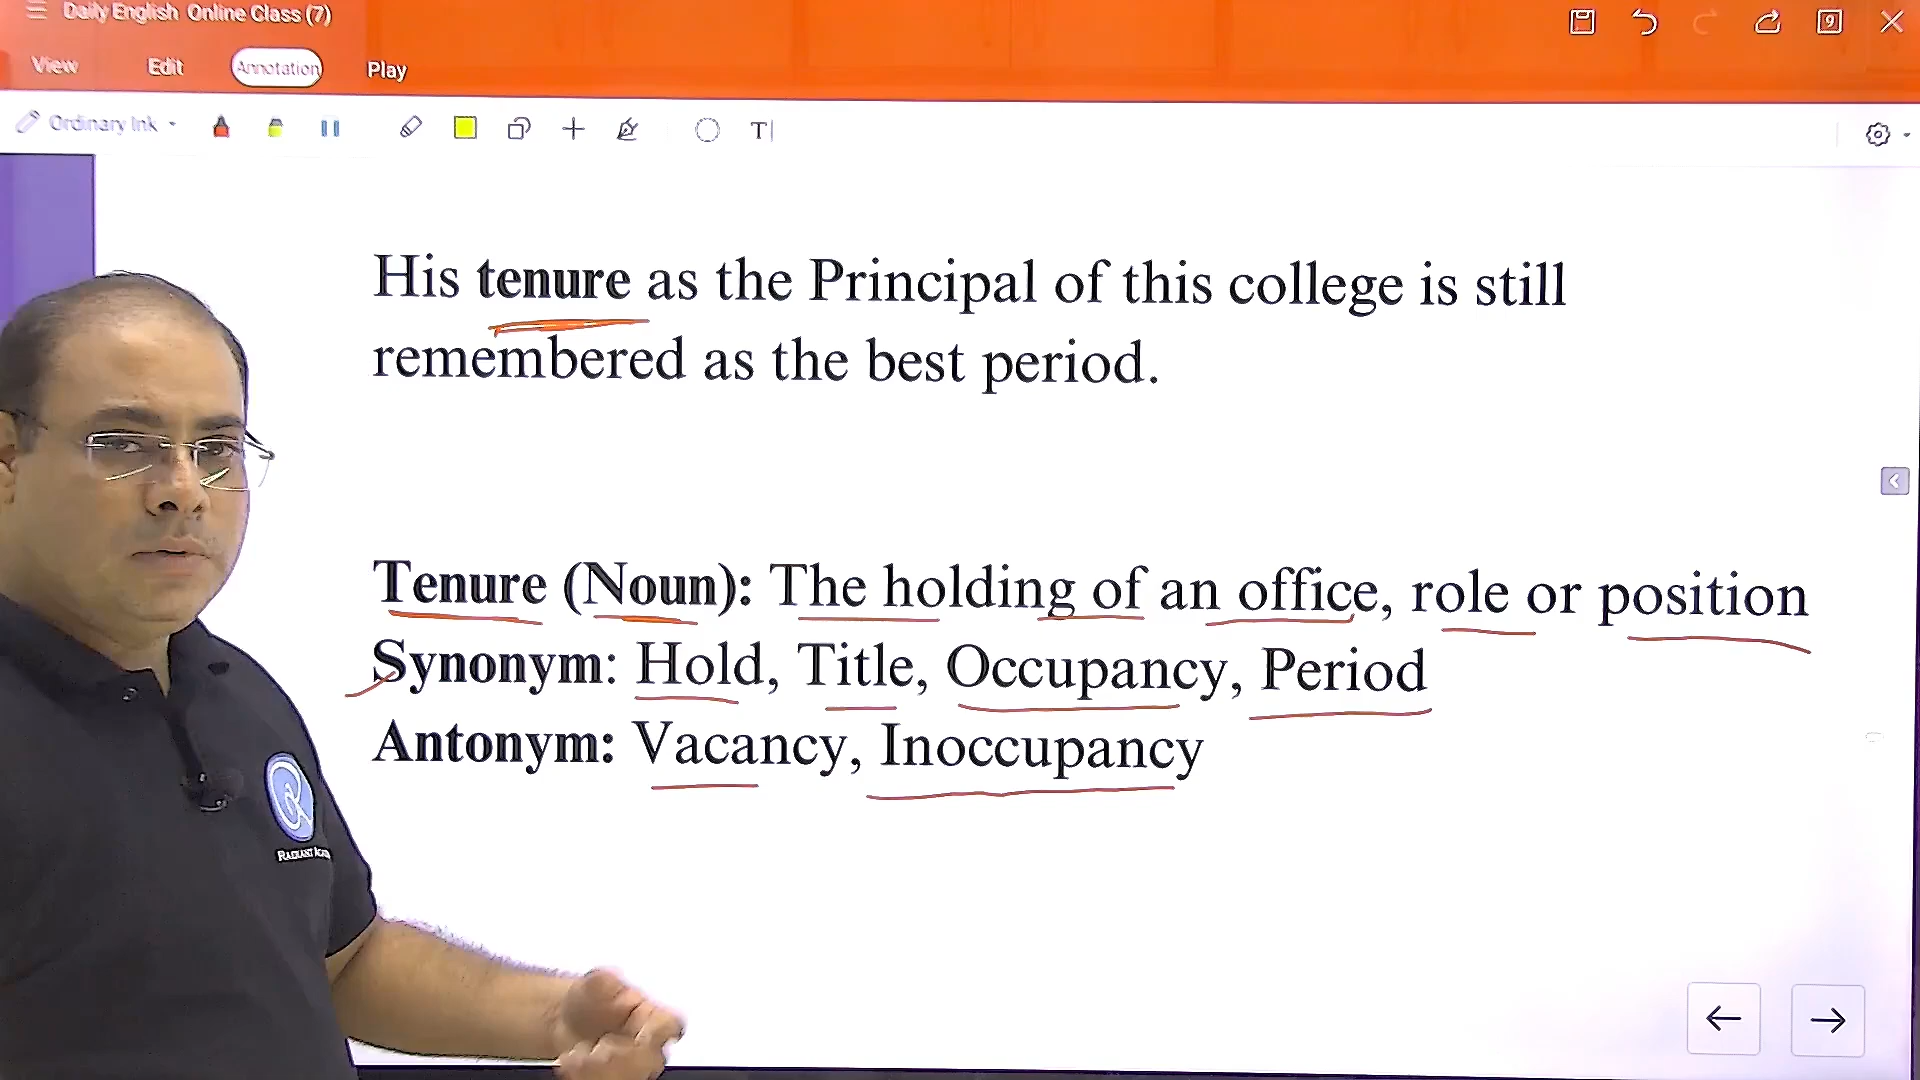 Daily English Online Class (7)
9
View Edit Annotation Play
Ordinary Ink T
His tenure as the Principal of this college is still
remembered as the best period.
Tenure (Noun): The holding of an office, role or position
Synonym: Hold, Title, Occupancy, Period
Antonym: Vacancy, Inoccupancy
Radiant